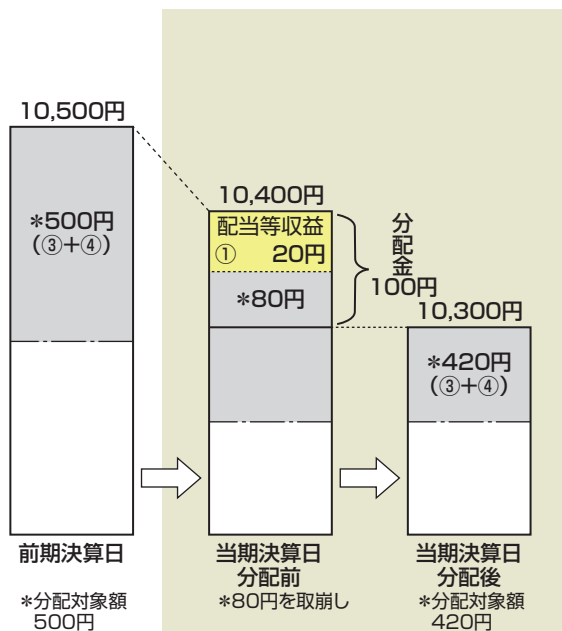 10,500円
*500円
(③+④)
前期決算日
*分配対象額
500円
10,400円
配当等収益
① 20円
*80円
分配金
100円
当期決算日
分配前
*80円を取崩し
10,300円
*420円
(③+④)
当期決算日
分配後
*分配対象額
420円